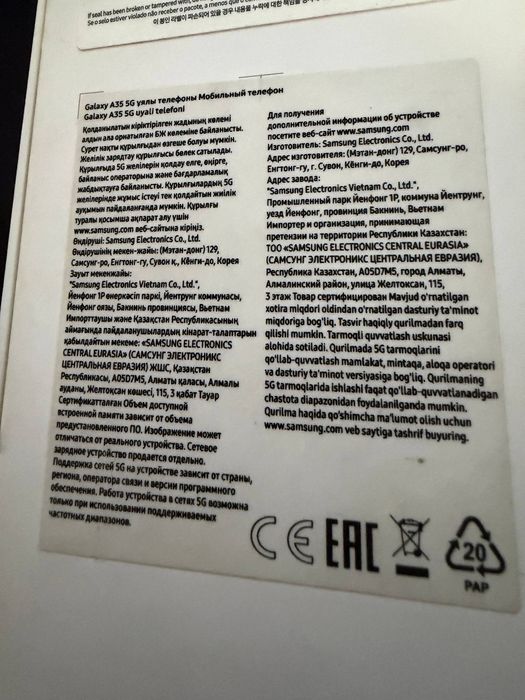 If seal has been broken or tampered with,
Se o selo estiver violado não receber o pacote, a menos que o
이 봉인 라벨이 파손되어 있을 경우 내용물 누락에 대한 책임을
Galaxy A35 5G ұялы телефоны Мобильный телефон
Galaxy A35 5G uyali telefoni
Қолданылатын кіріктірілген жадының көлемі
алдын ала орнатылған БЖ көлеміне байланысты.
Сурет нақты құрылғыдан өзгеше болуы мүмкін.
Желілік зарядтау құрылғысы бөлек сатылады.
Құрылғыда 5G желілерін қолдау елге, өңірге,
байланыс операторына және бағдарламалық
жабдықтауға байланысты. Құрылғылардың 5G
желілерінде жұмыс істеуі тек қолдайтын жиілік
ауқымын пайдаланғанда мүмкін. Құрылғы
туралы қосымша ақпарат алу үшін
www.samsung.com веб-сайтына кіріңіз.
Өндіруші: Samsung Electronics Co., Ltd.
Өндірушінің мекен-жайы: (Мэтан-донг) 129,
Самсунг-ро, Енгтонг-гу, г. Сувон қ., Кёнги-до, Корея
Зауыт мекенжайы:
"Samsung Electronics Vietnam Co., Ltd.",
Йенфонг 1Р өнеркәсіп паркі, Йентрунг коммунасы,
Йенфонг оязы, Бакнинь провинциясы, Вьетнам
Импорттаушы және Қазақстан Республикасының
аймағында пайдаланушылардың кінарат-талаптарын
қабылдайтын мекеме: «SAMSUNG ELECTRONICS
CENTRAL EURASIA» (САМСУНГ ЭЛЕКТРОНИКС
ЦЕНТРАЛЬНАЯ ЕВРАЗИЯ) ЖШС, Қазақстан
Республикасы, A05D7M5, Алматы қаласы, Алмалы
ауданы, Желтоқсан көшесі, 115, 3 қабат Тауар
Сертификатталған Объем доступной
встроенной памяти зависит от объема
предустановленного ПО. Изображение может
отличаться от реального устройства. Сетевое
зарядное устройство продается отдельно.
Поддержка сетей 5G на устройстве зависит от страны,
региона, оператора связи и версии программного
обеспечения. Работа устройства в сетях 5G возможна
только при использовании поддерживаемых
частотных диапазонов.
Для получения
дополнительной информации об устройстве
посетите веб-сайт www.samsung.com
Изготовитель: Samsung Electronics Co., Ltd.
Адрес изготовителя: (Мэтан-донг) 129, Самсунг-ро,
Енгтонг-гу, г. Сувон, Кёнги-до, Корея
Адрес завода:
"Samsung Electronics Vietnam Co., Ltd.",
Промышленный парк Йенфонг 1Р, коммуна Йентрунг,
уезд Йенфонг, провинция Бакнинь, Вьетнам
Импортер и организация, принимающая
претензии на территории Республики Казахстан:
ТОО «SAMSUNG ELECTRONICS CENTRAL EURASIA»
(САМСУНГ ЭЛЕКТРОНИКС ЦЕНТРАЛЬНАЯ ЕВРАЗИЯ),
Республика Казахстан, A05D7M5, город Алматы,
Алмалинский район, улица Желтоксан, 115,
3 этаж Товар сертифицирован Mavjud o'rnatilgan
xotira miqdori oldindan o'rnatilgan dasturiy ta'minot
miqdoriga bog'liq. Tasvir haqiqiy qurilmadan farq
qilishi mumkin. Tarmoqli quvvatlash uskunasi
alohida sotiladi. Qurilmada 5G tarmoqlarini
qo'llab-quvvatlash mamlakat, mintaqa, aloqa operatori
va dasturiy ta'minot versiyasiga bog'liq. Qurilmaning
5G tarmoqlarida ishlashi faqat qo'llab-quvvatlanadigan
chastota diapazonidan foydalanilganda mumkin.
Qurilma haqida qo'shimcha ma'lumot olish uchun
www.samsung.com veb saytiga tashrif buyuring.
CE EAC 20
PAP